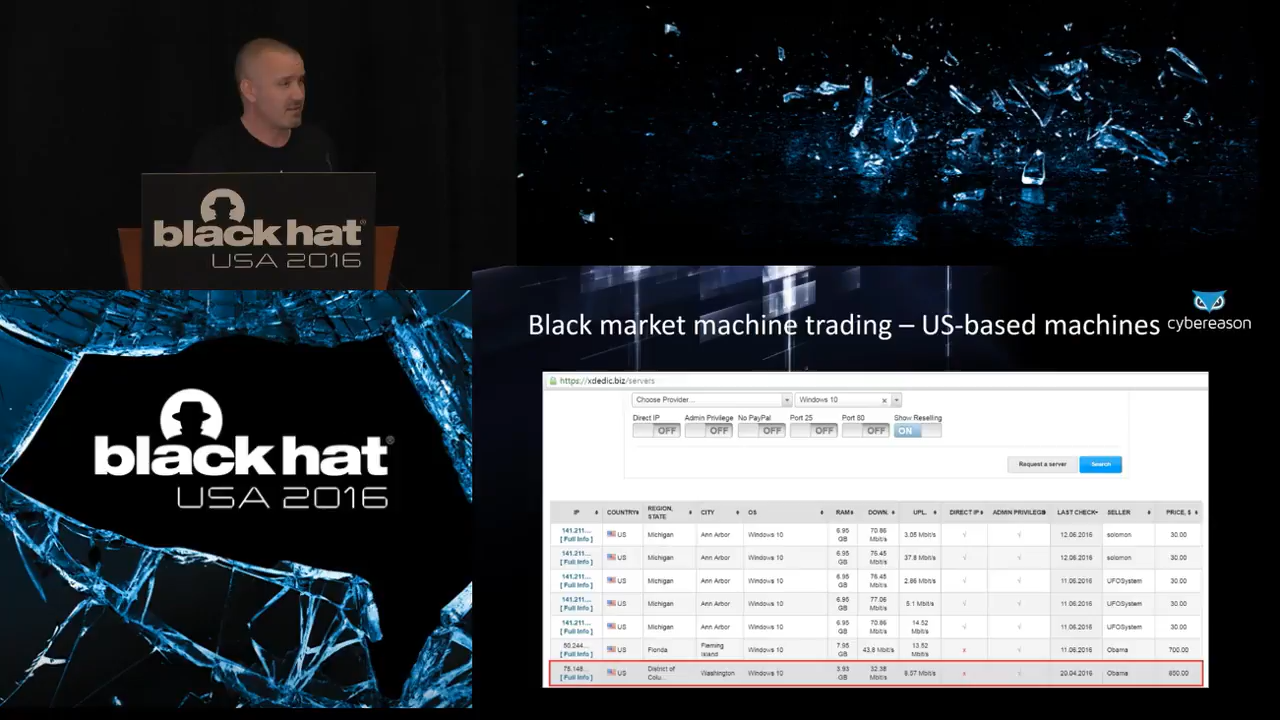 black hat®
USA 2016
black hat®
USA 2016
Black market machine trading – US-based machines
cybereason
https://xdedic.biz/servers
Choose Provider... Windows 10
Direct IP Admin Privilege No PayPal Port 25 Port 80 Show Reselling
OFF OFF OFF OFF OFF ON
Request a server Search
IP COUNTRY REGION, STATE CITY OS RAM DOWN. UPL. DIRECT IP ADMIN PRIVILEGE LAST CHECK SELLER PRICE, $
141.211.... [ Full Info ] US Michigan Ann Arbor Windows 10 6.95 GB 70.86 Mbit/s 3.05 Mbit/s √ √ 12.06.2016 solomon 30.00
141.211.... [ Full Info ] US Michigan Ann Arbor Windows 10 6.95 GB 76.45 Mbit/s 37.8 Mbit/s √ √ 12.06.2016 solomon 30.00
141.211.... [ Full Info ] US Michigan Ann Arbor Windows 10 6.95 GB 76.45 Mbit/s 2.86 Mbit/s √ √ 11.06.2016 UFOSystem 30.00
141.211.... [ Full Info ] US Michigan Ann Arbor Windows 10 6.95 GB 77.06 Mbit/s 5.1 Mbit/s √ √ 11.06.2016 UFOSystem 30.00
141.211.... [ Full Info ] US Michigan Ann Arbor Windows 10 6.95 GB 70.86 Mbit/s 14.52 Mbit/s √ √ 11.06.2016 UFOSystem 30.00
50.244.... [ Full Info ] US Florida Fleming Island Windows 10 7.95 GB 43.8 Mbit/s 13.52 Mbit/s x √ 11.06.2016 Obama 700.00
75.148.... [ Full Info ] US District of Colu... Washington Windows 10 3.93 GB 32.38 Mbit/s 8.57 Mbit/s x √ 20.04.2016 Obama 850.00